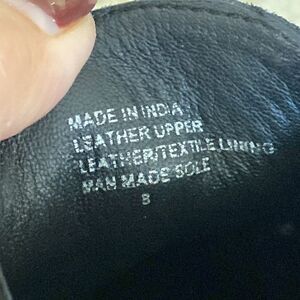 MADE IN INDIA
LEATHER UPPER
LEATHER/TEXTILE LINING
MAN MADE SOLE
8